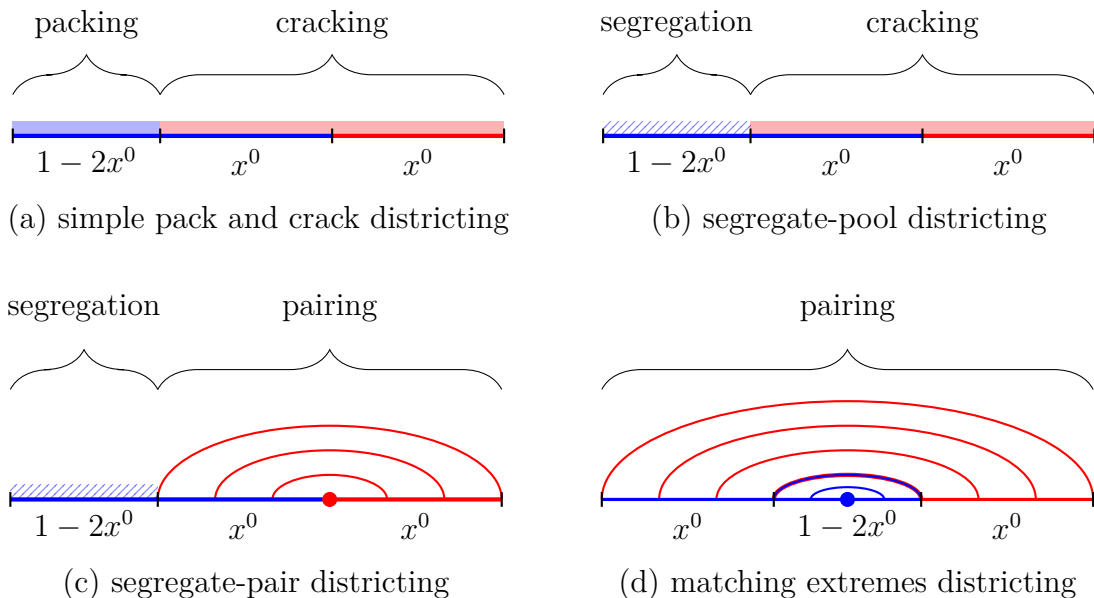 packing cracking
segregation cracking
1 − 2x⁰ x⁰ x⁰
1 − 2x⁰ x⁰ x⁰
(a) simple pack and crack districting
(b) segregate-pool districting
segregation pairing
pairing
1 − 2x⁰ x⁰ x⁰
x⁰ 1 − 2x⁰ x⁰
(c) segregate-pair districting
(d) matching extremes districting